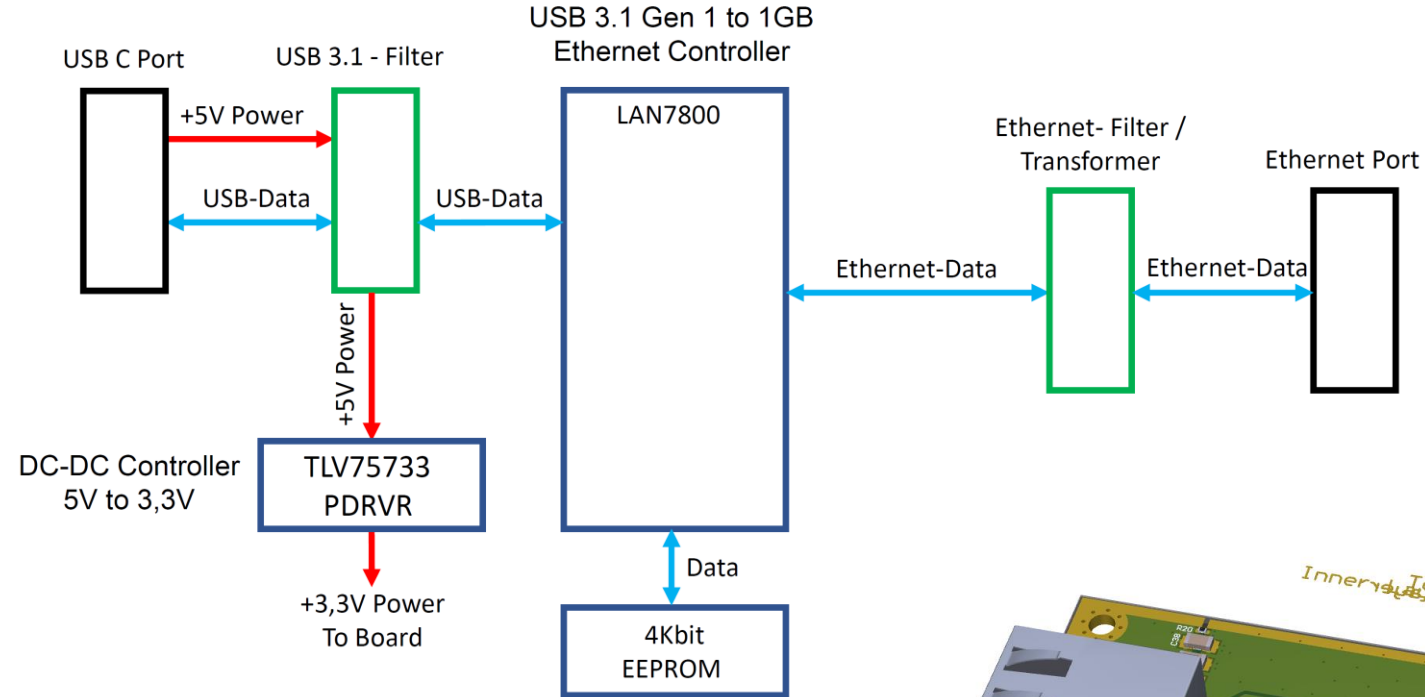 USB 3.1 Gen 1 to 1GB
Ethernet Controller
USB C Port
USB 3.1 - Filter
LAN7800
+5V Power
USB-Data
USB-Data
Ethernet- Filter /
Transformer
Ethernet Port
Ethernet-Data
Ethernet-Data
+5V Power
DC-DC Controller
5V to 3,3V
TLV75733
PDRVR
+3,3V Power
To Board
Data
4Kbit
EEPROM
R20
C38